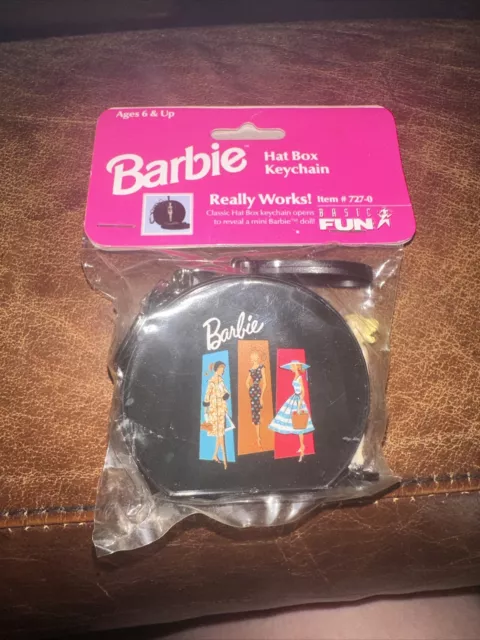 Ages 6 & Up
Barbie
Hat Box
Keychain
Really Works! Item # 727-0
Classic Hat Box keychain opens
to reveal a mini Barbie™ doll!
BASIC
FUN
Barbie